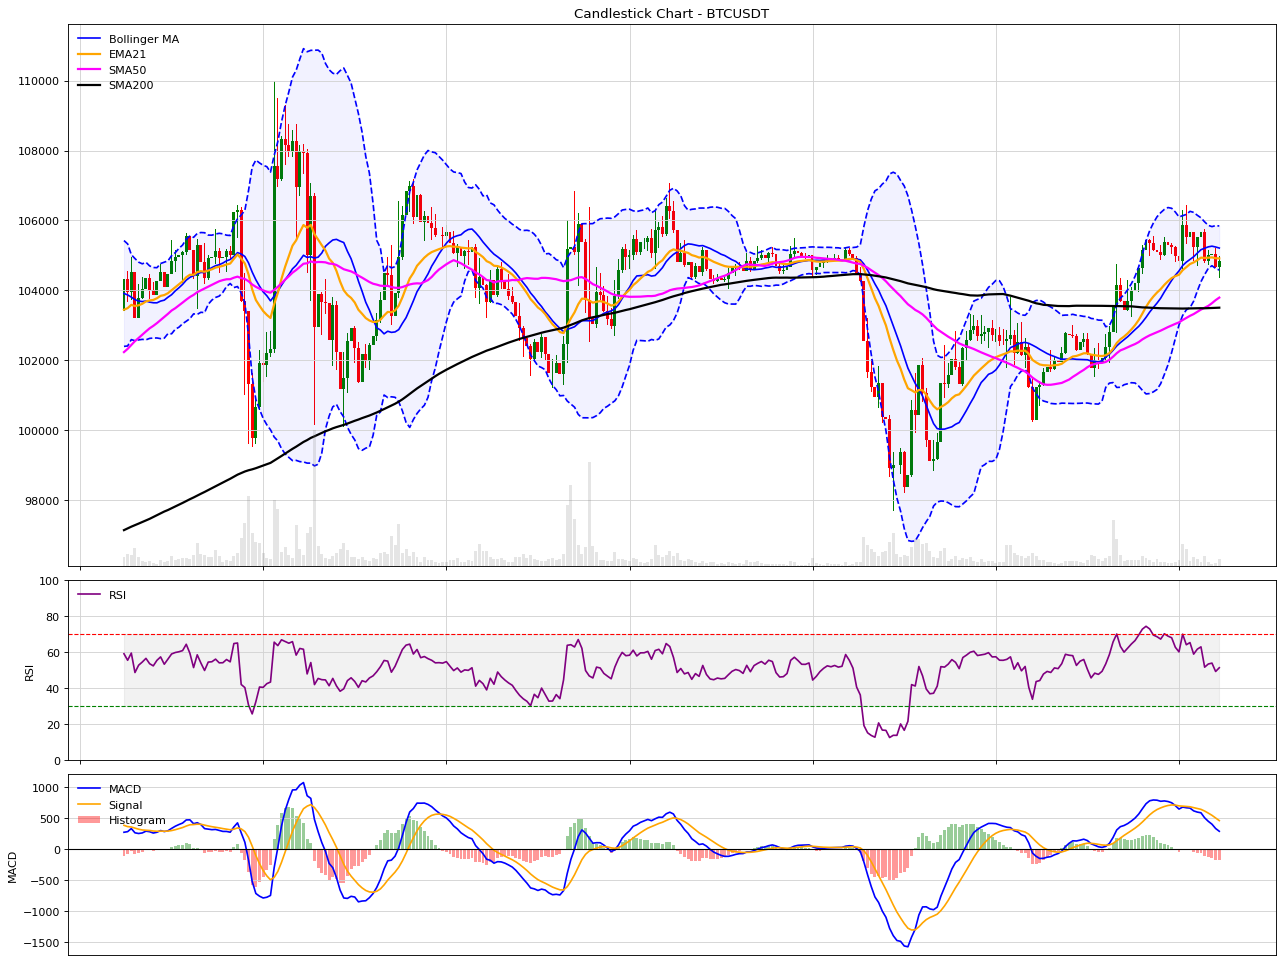 Candlestick Chart - BTCUSDT
Bollinger MA
EMA21
SMA50
SMA200
110000
108000
106000
104000
102000
100000
98000
RSI
100
80
60
40
20
0
RSI
MACD
Signal
Histogram
1000
500
0
−500
−1000
−1500
MACD